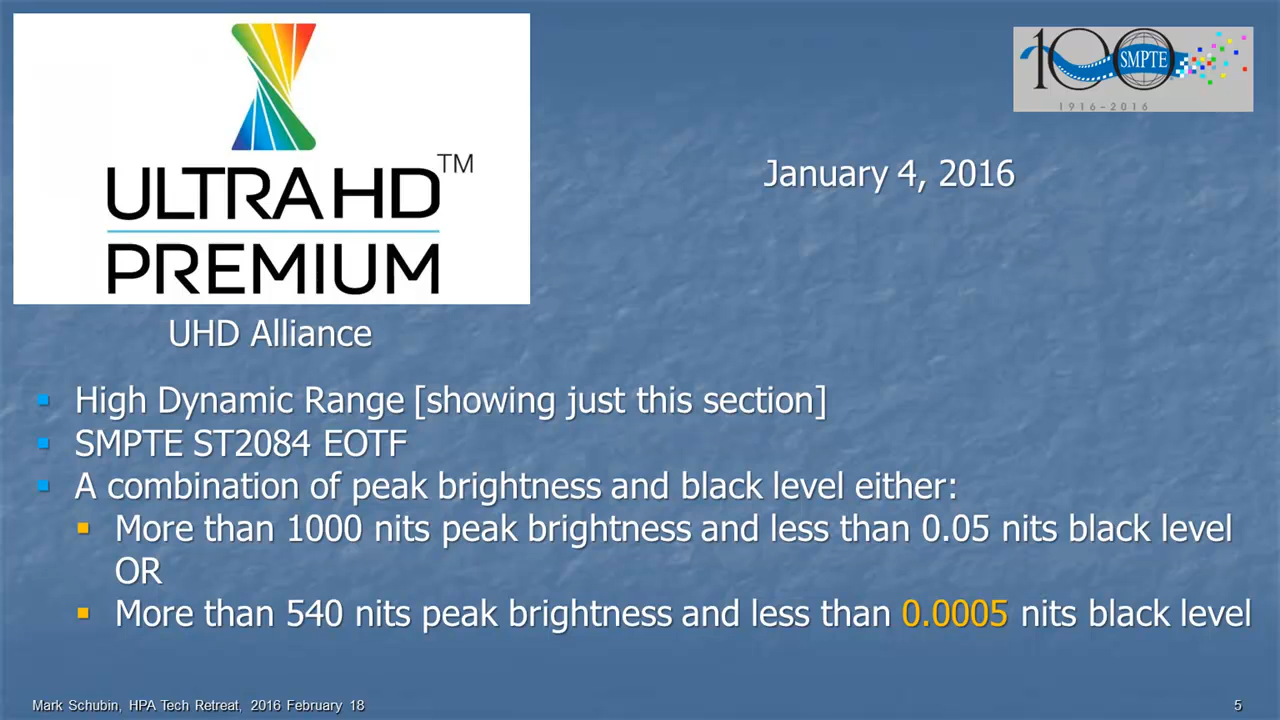 ULTRA HD™
PREMIUM
UHD Alliance
100 SMPTE
1916-2016
January 4, 2016
High Dynamic Range [showing just this section]
SMPTE ST2084 EOTF
A combination of peak brightness and black level either:
More than 1000 nits peak brightness and less than 0.05 nits black level
OR
More than 540 nits peak brightness and less than 0.0005 nits black level
Mark Schubin, HPA Tech Retreat, 2016 February 18
5